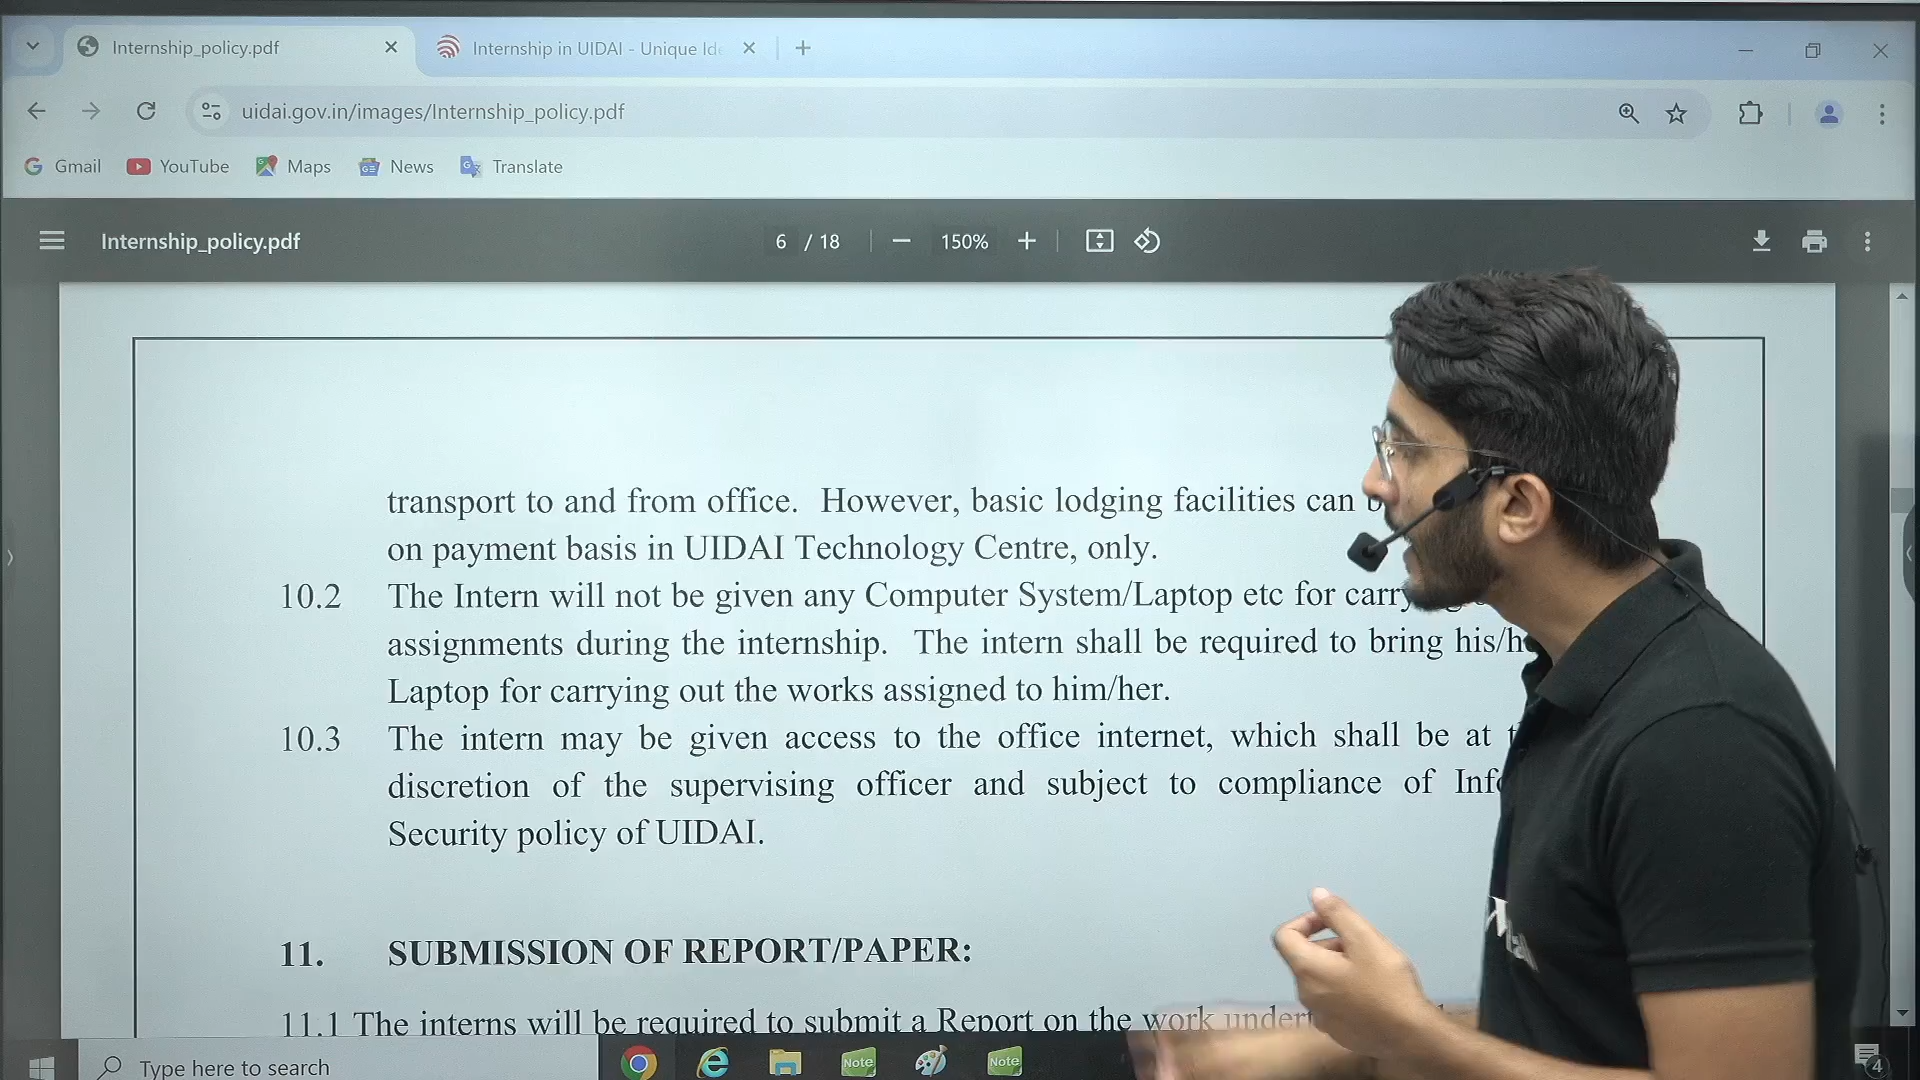 Internship_policy.pdf
Internship in UIDAI - Unique Ide
uidai.gov.in/images/Internship_policy.pdf
Gmail
YouTube
Maps
News
Translate
Internship_policy.pdf
6 / 18
150%
transport to and from office. However, basic lodging facilities can
on payment basis in UIDAI Technology Centre, only.
10.2 The Intern will not be given any Computer System/Laptop etc for
assignments during the internship. The intern shall be required to bring
Laptop for carrying out the works assigned to him/her.
10.3 The intern may be given access to the office internet, which shall be at
discretion of the supervising officer and subject to compliance of
Security policy of UIDAI.
11. SUBMISSION OF REPORT/PAPER:
11.1 The interns will be required to submit a Report on the work
Type here to search
Note
Note
4